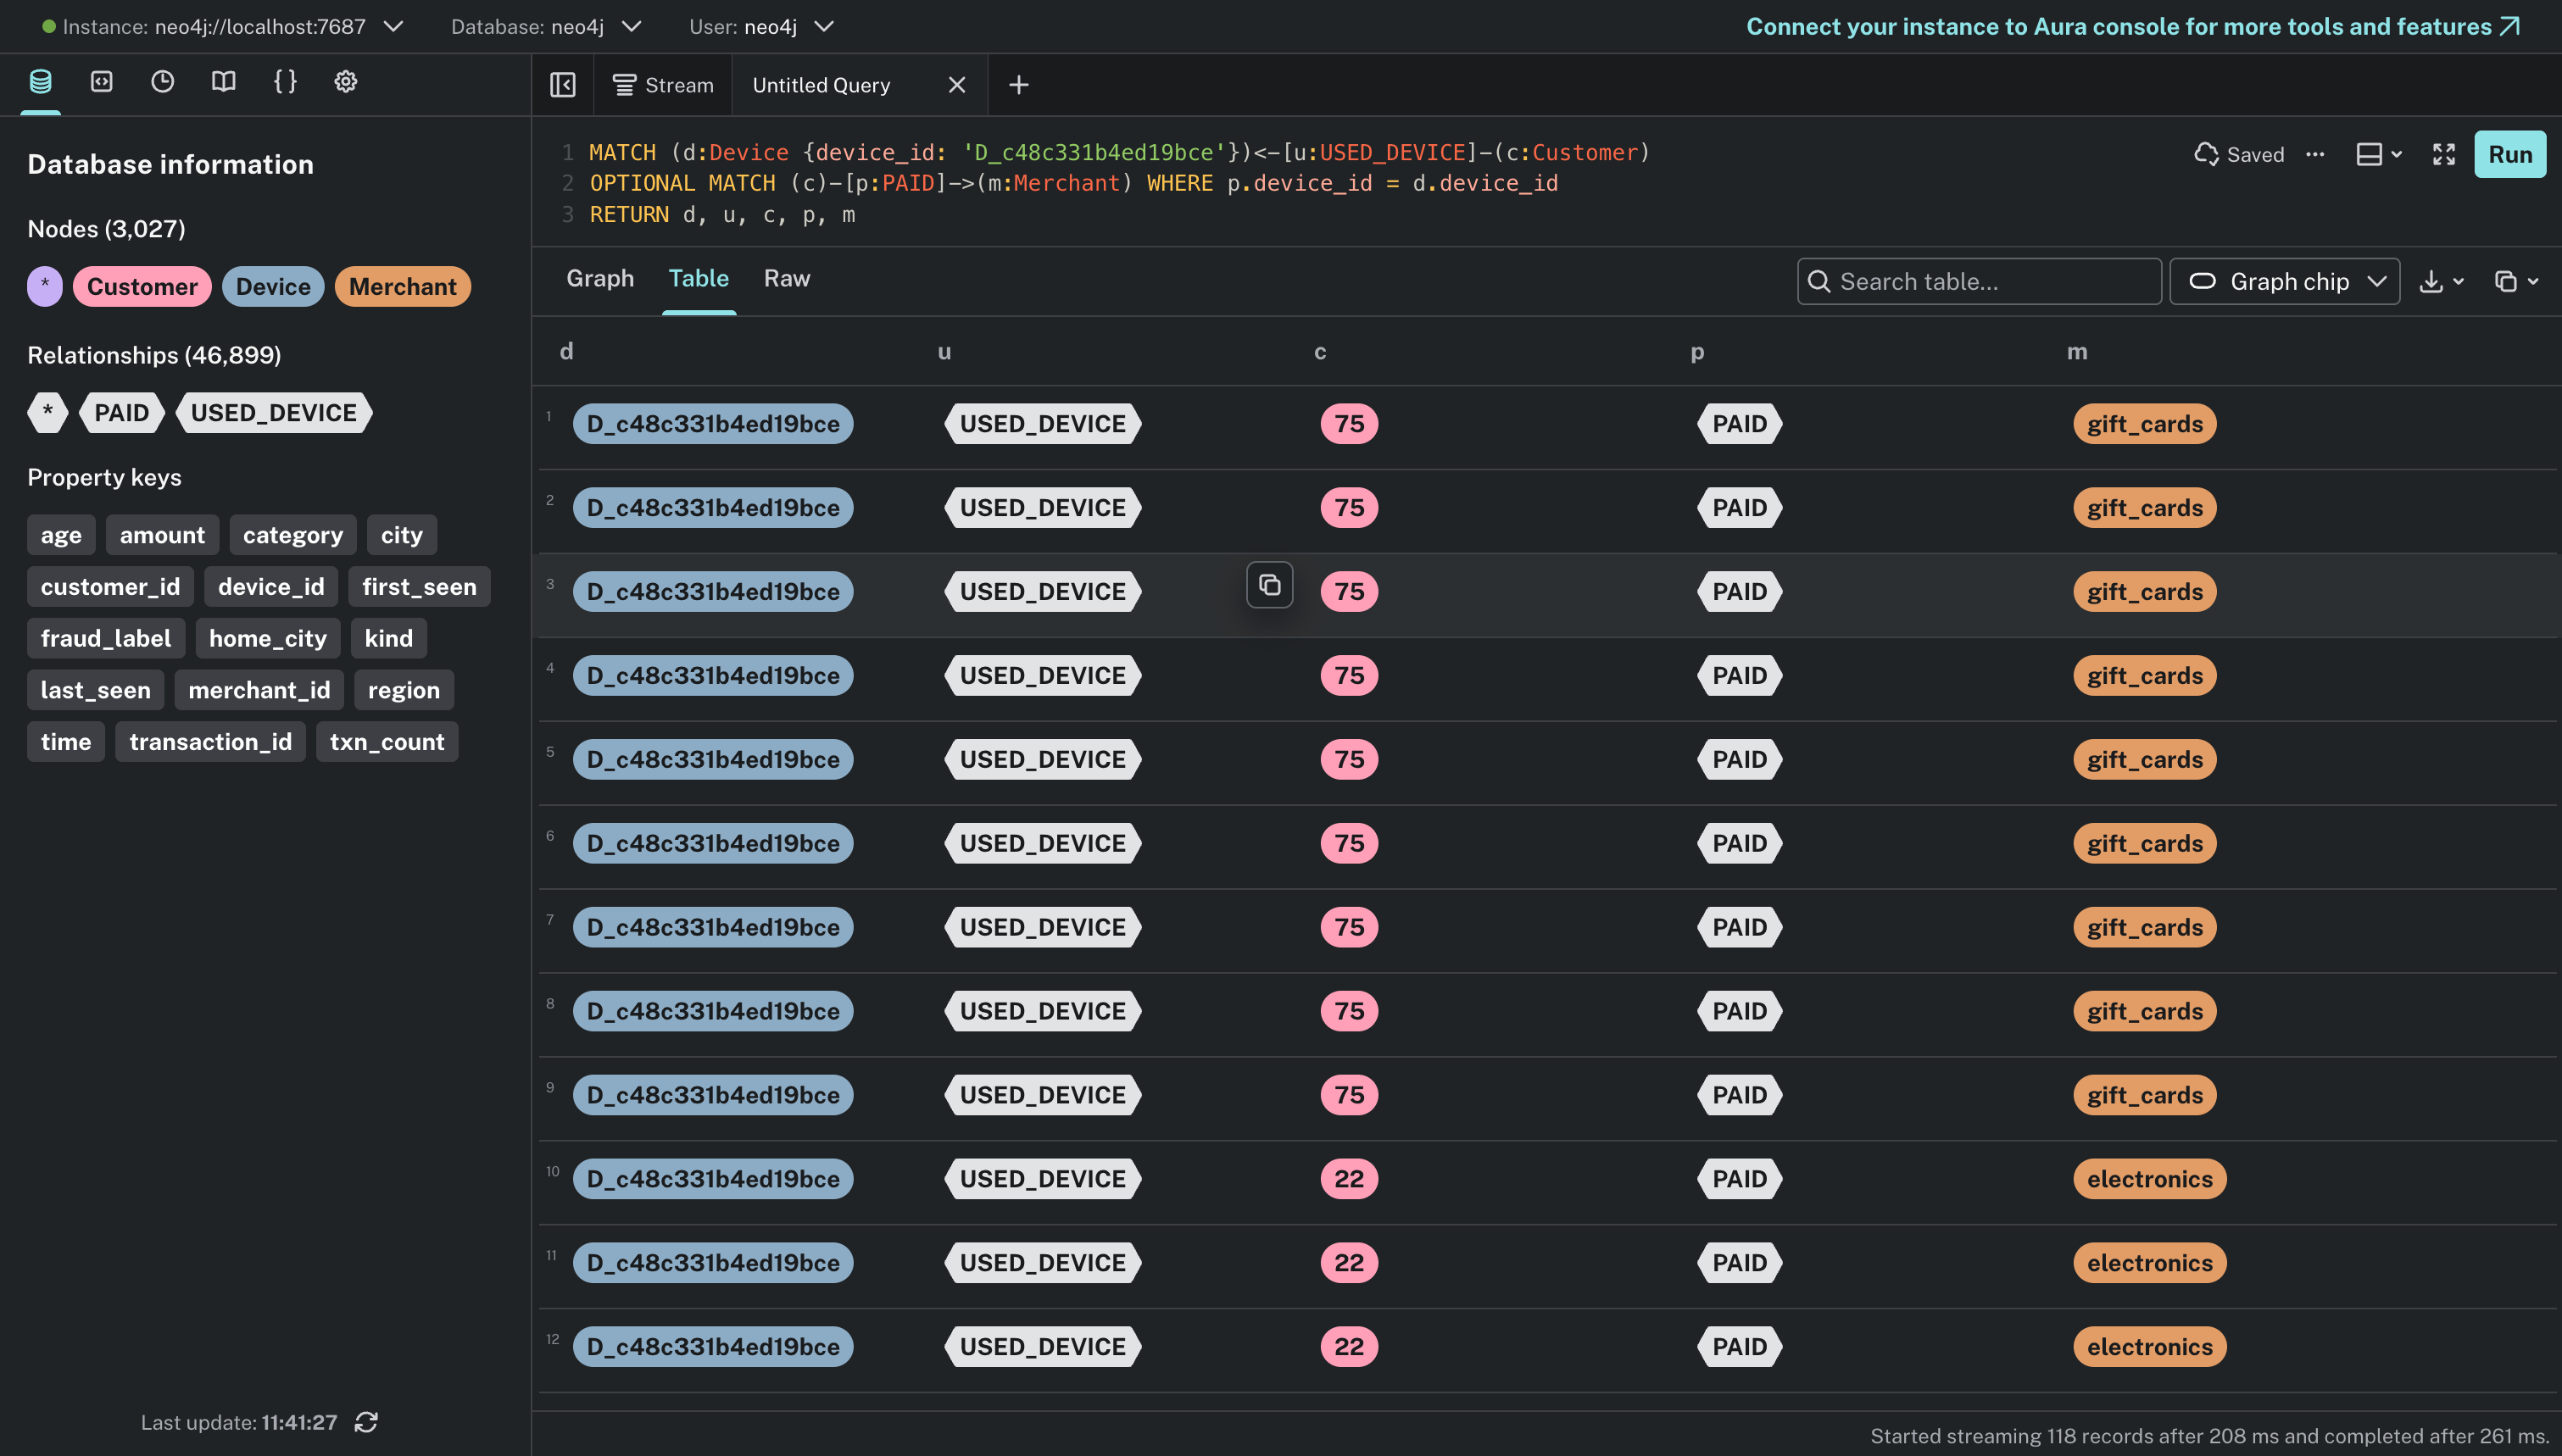 Instance: neo4j://localhost:7687 Database: neo4j User: neo4j Connect your instance to Aura console for more tools and features
Stream Untitled Query
Database information
Nodes (3,027)
* Customer Device Merchant
Relationships (46,899)
* PAID USED_DEVICE
Property keys
age amount category city
customer_id device_id first_seen
fraud_label home_city kind
last_seen merchant_id region
time transaction_id txn_count
Last update: 11:41:27
1 MATCH (d:Device {device_id: 'D_c48c331b4ed19bce'})<-[u:USED_DEVICE]-(c:Customer)
2 OPTIONAL MATCH (c)-[p:PAID]->(m:Merchant) WHERE p.device_id = d.device_id
3 RETURN d, u, c, p, m
Saved Run
Graph Table Raw Search table... Graph chip
d u c p m
1 D_c48c331b4ed19bce USED_DEVICE 75 PAID gift_cards
2 D_c48c331b4ed19bce USED_DEVICE 75 PAID gift_cards
3 D_c48c331b4ed19bce USED_DEVICE 75 PAID gift_cards
4 D_c48c331b4ed19bce USED_DEVICE 75 PAID gift_cards
5 D_c48c331b4ed19bce USED_DEVICE 75 PAID gift_cards
6 D_c48c331b4ed19bce USED_DEVICE 75 PAID gift_cards
7 D_c48c331b4ed19bce USED_DEVICE 75 PAID gift_cards
8 D_c48c331b4ed19bce USED_DEVICE 75 PAID gift_cards
9 D_c48c331b4ed19bce USED_DEVICE 75 PAID gift_cards
10 D_c48c331b4ed19bce USED_DEVICE 22 PAID electronics
11 D_c48c331b4ed19bce USED_DEVICE 22 PAID electronics
12 D_c48c331b4ed19bce USED_DEVICE 22 PAID electronics
Started streaming 118 records after 208 ms and completed after 261 ms.